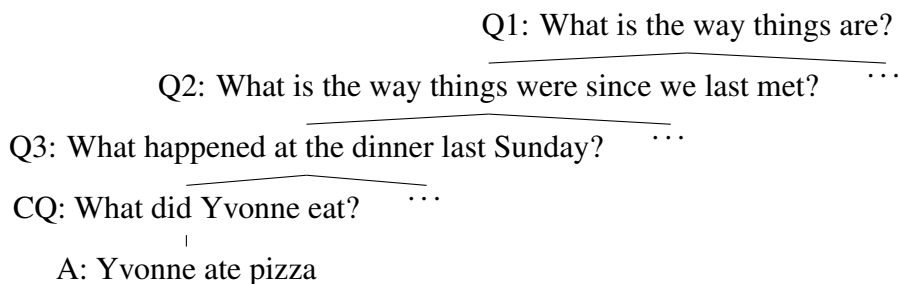 Q1: What is the way things are?
Q2: What is the way things were since we last met? ...
Q3: What happened at the dinner last Sunday? ...
CQ: What did Yvonne eat? ...
A: Yvonne ate pizza